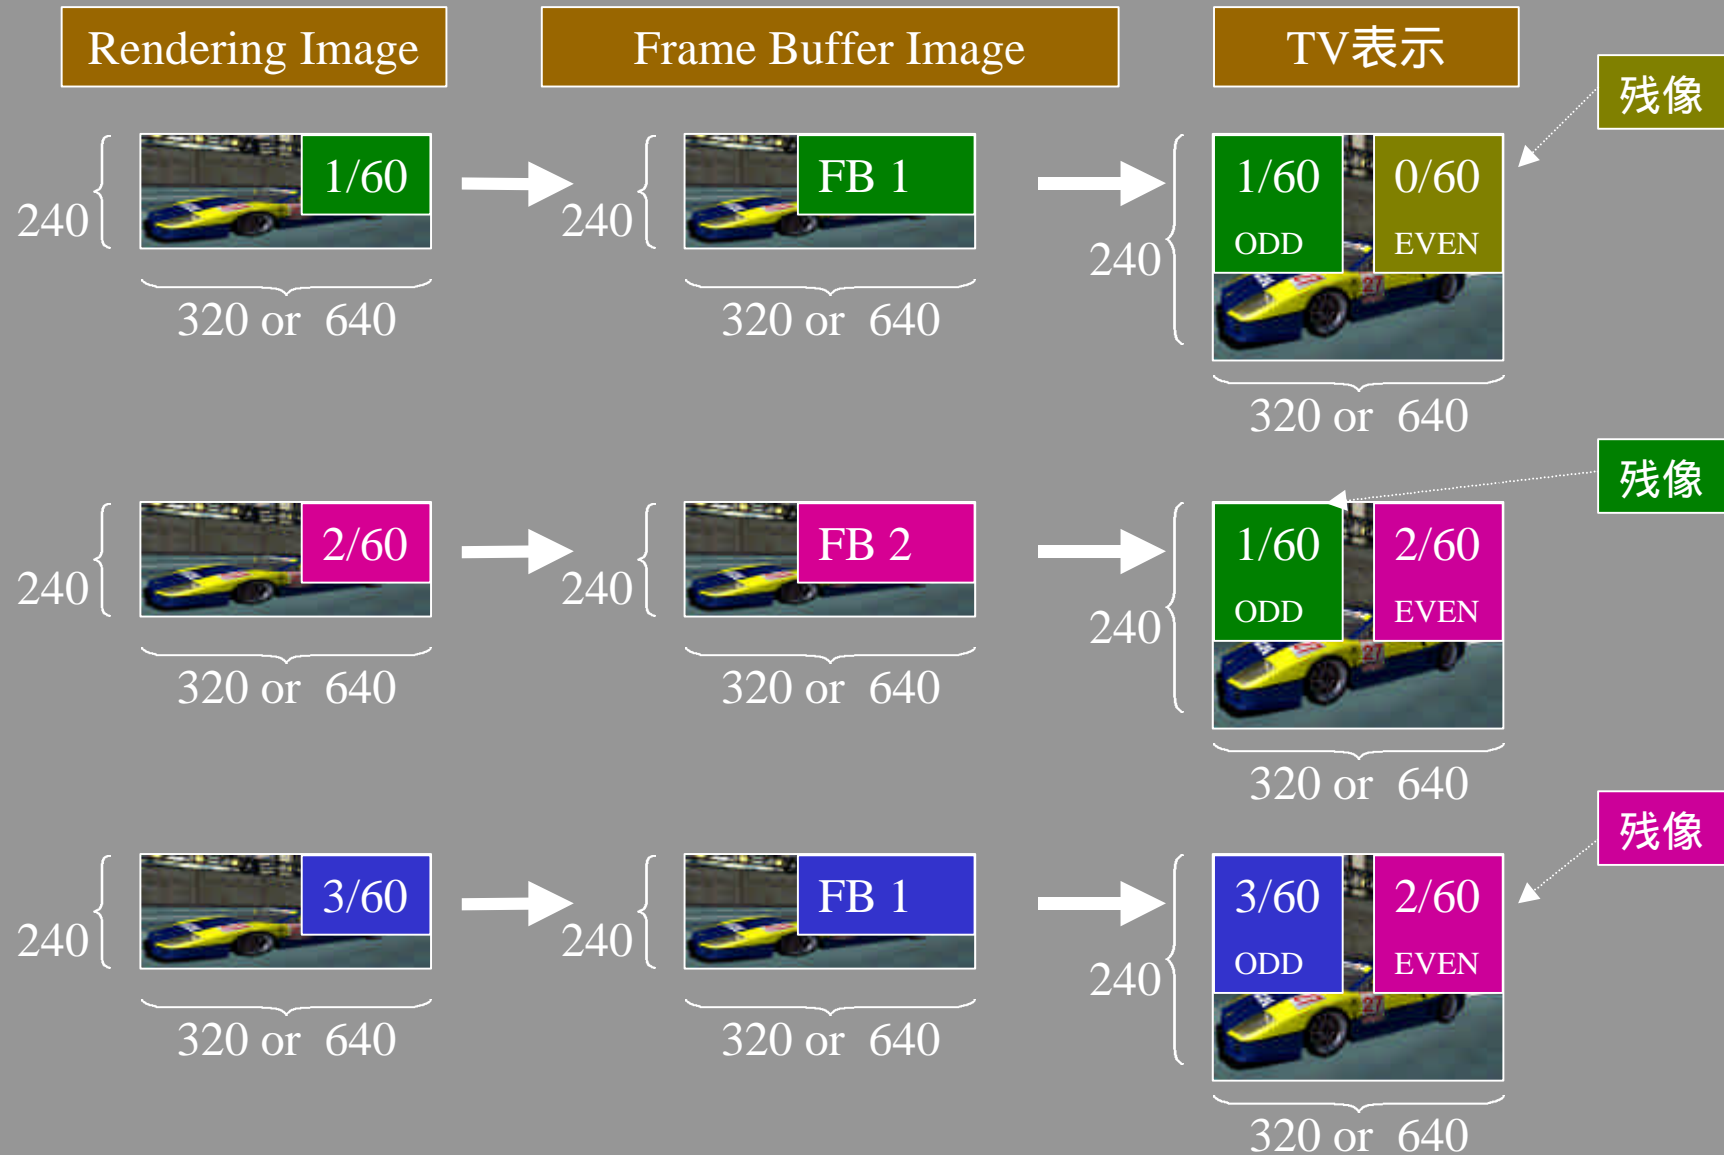 Rendering Image
Frame Buffer Image
TV表示
残像
1/60
FB 1
1/60
ODD
0/60
EVEN
240
240
240
320 or 640
320 or 640
320 or 640
残像
2/60
FB 2
1/60
ODD
2/60
EVEN
240
240
240
320 or 640
320 or 640
320 or 640
残像
3/60
FB 1
3/60
ODD
2/60
EVEN
240
240
240
320 or 640
320 or 640
320 or 640